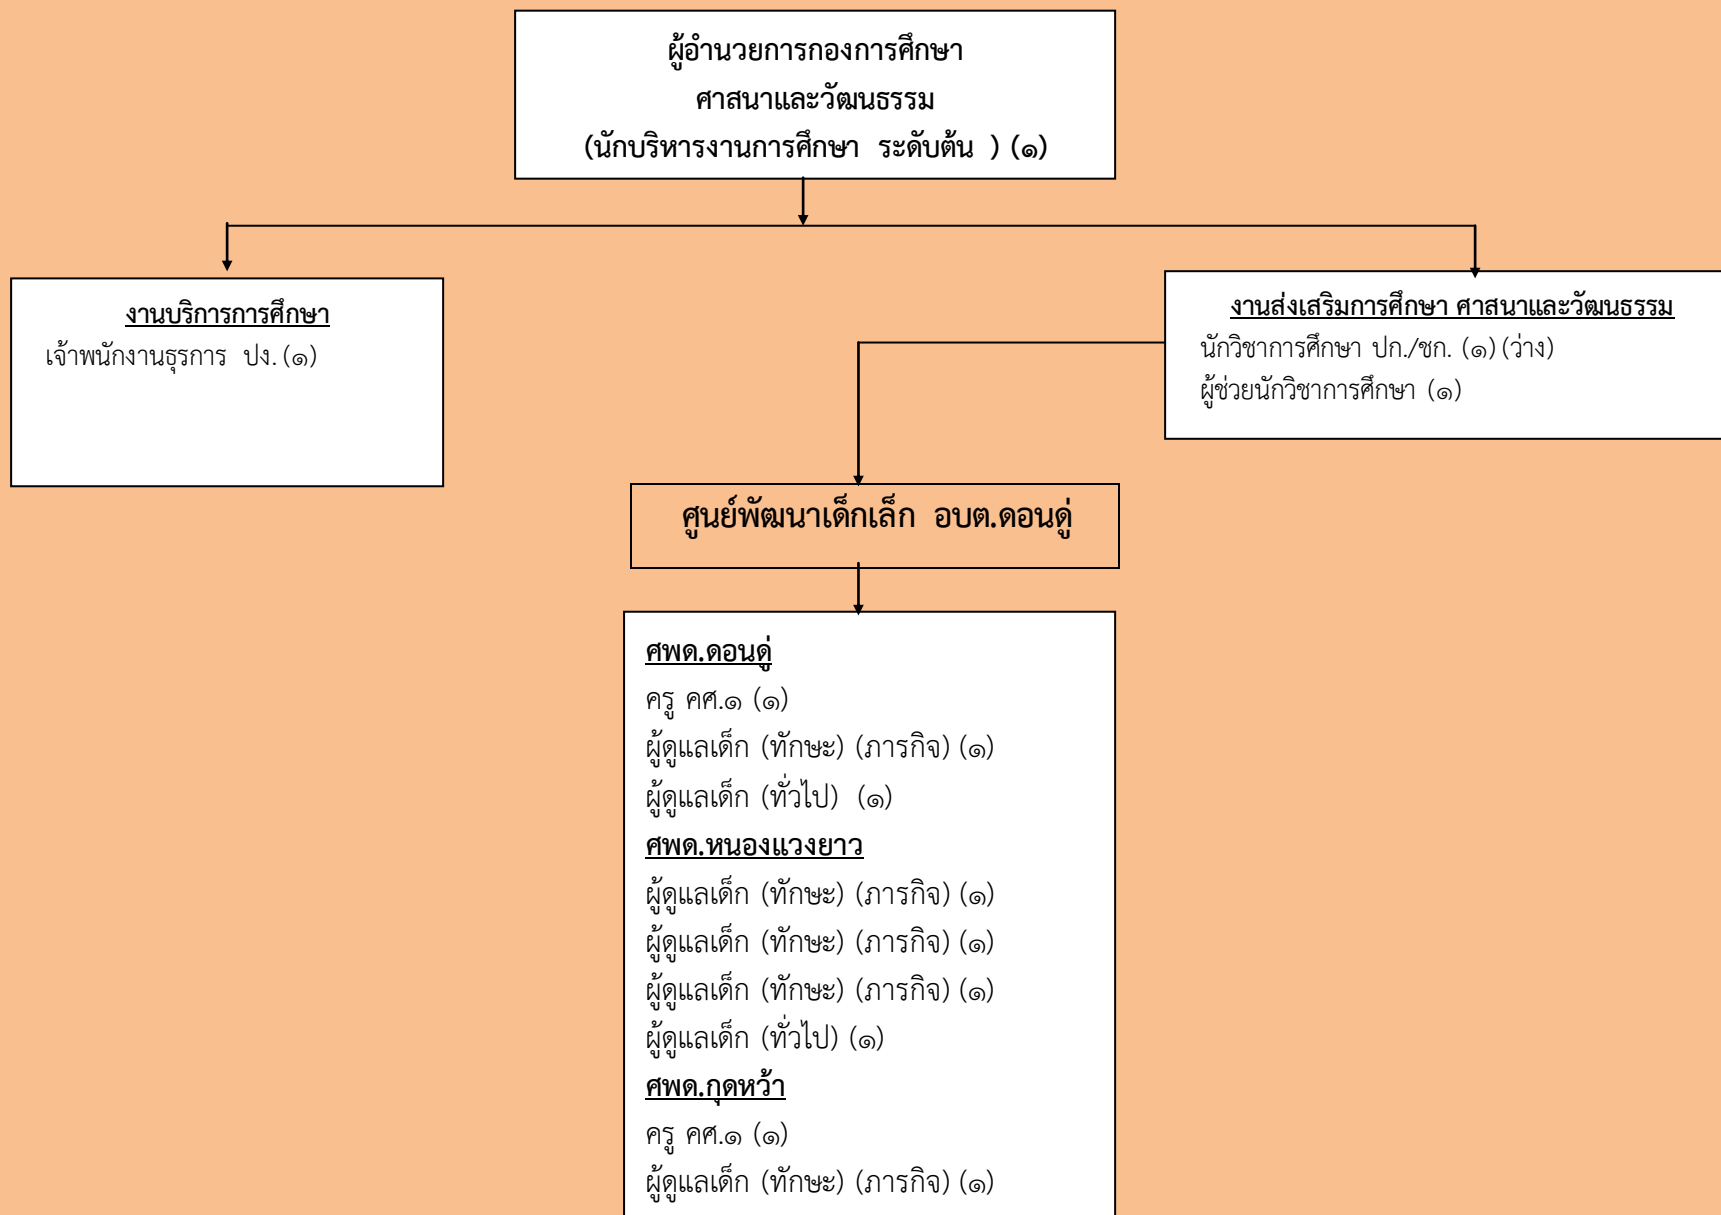 ผู้อำนวยการกองการศึกษา
ศาสนาและวัฒนธรรม
(นักบริหารงานการศึกษา ระดับต้น ) (๑)
งานบริการการศึกษา
เจ้าพนักงานธุรการ ปง. (๑)
งานส่งเสริมการศึกษา ศาสนาและวัฒนธรรม
นักวิชาการศึกษา ปก./ชก. (๑) (ว่าง)
ผู้ช่วยนักวิชาการศึกษา (๑)
ศูนย์พัฒนาเด็กเล็ก อบต.ดอนดู่
ศพด.ดอนดู่
ครู คศ.๑ (๑)
ผู้ดูแลเด็ก (ทักษะ) (ภารกิจ) (๑)
ผู้ดูแลเด็ก (ทั่วไป) (๑)
ศพด.หนองแวงยาว
ผู้ดูแลเด็ก (ทักษะ) (ภารกิจ) (๑)
ผู้ดูแลเด็ก (ทักษะ) (ภารกิจ) (๑)
ผู้ดูแลเด็ก (ทักษะ) (ภารกิจ) (๑)
ผู้ดูแลเด็ก (ทั่วไป) (๑)
ศพด.กุดหว้า
ครู คศ.๑ (๑)
ผู้ดูแลเด็ก (ทักษะ) (ภารกิจ) (๑)